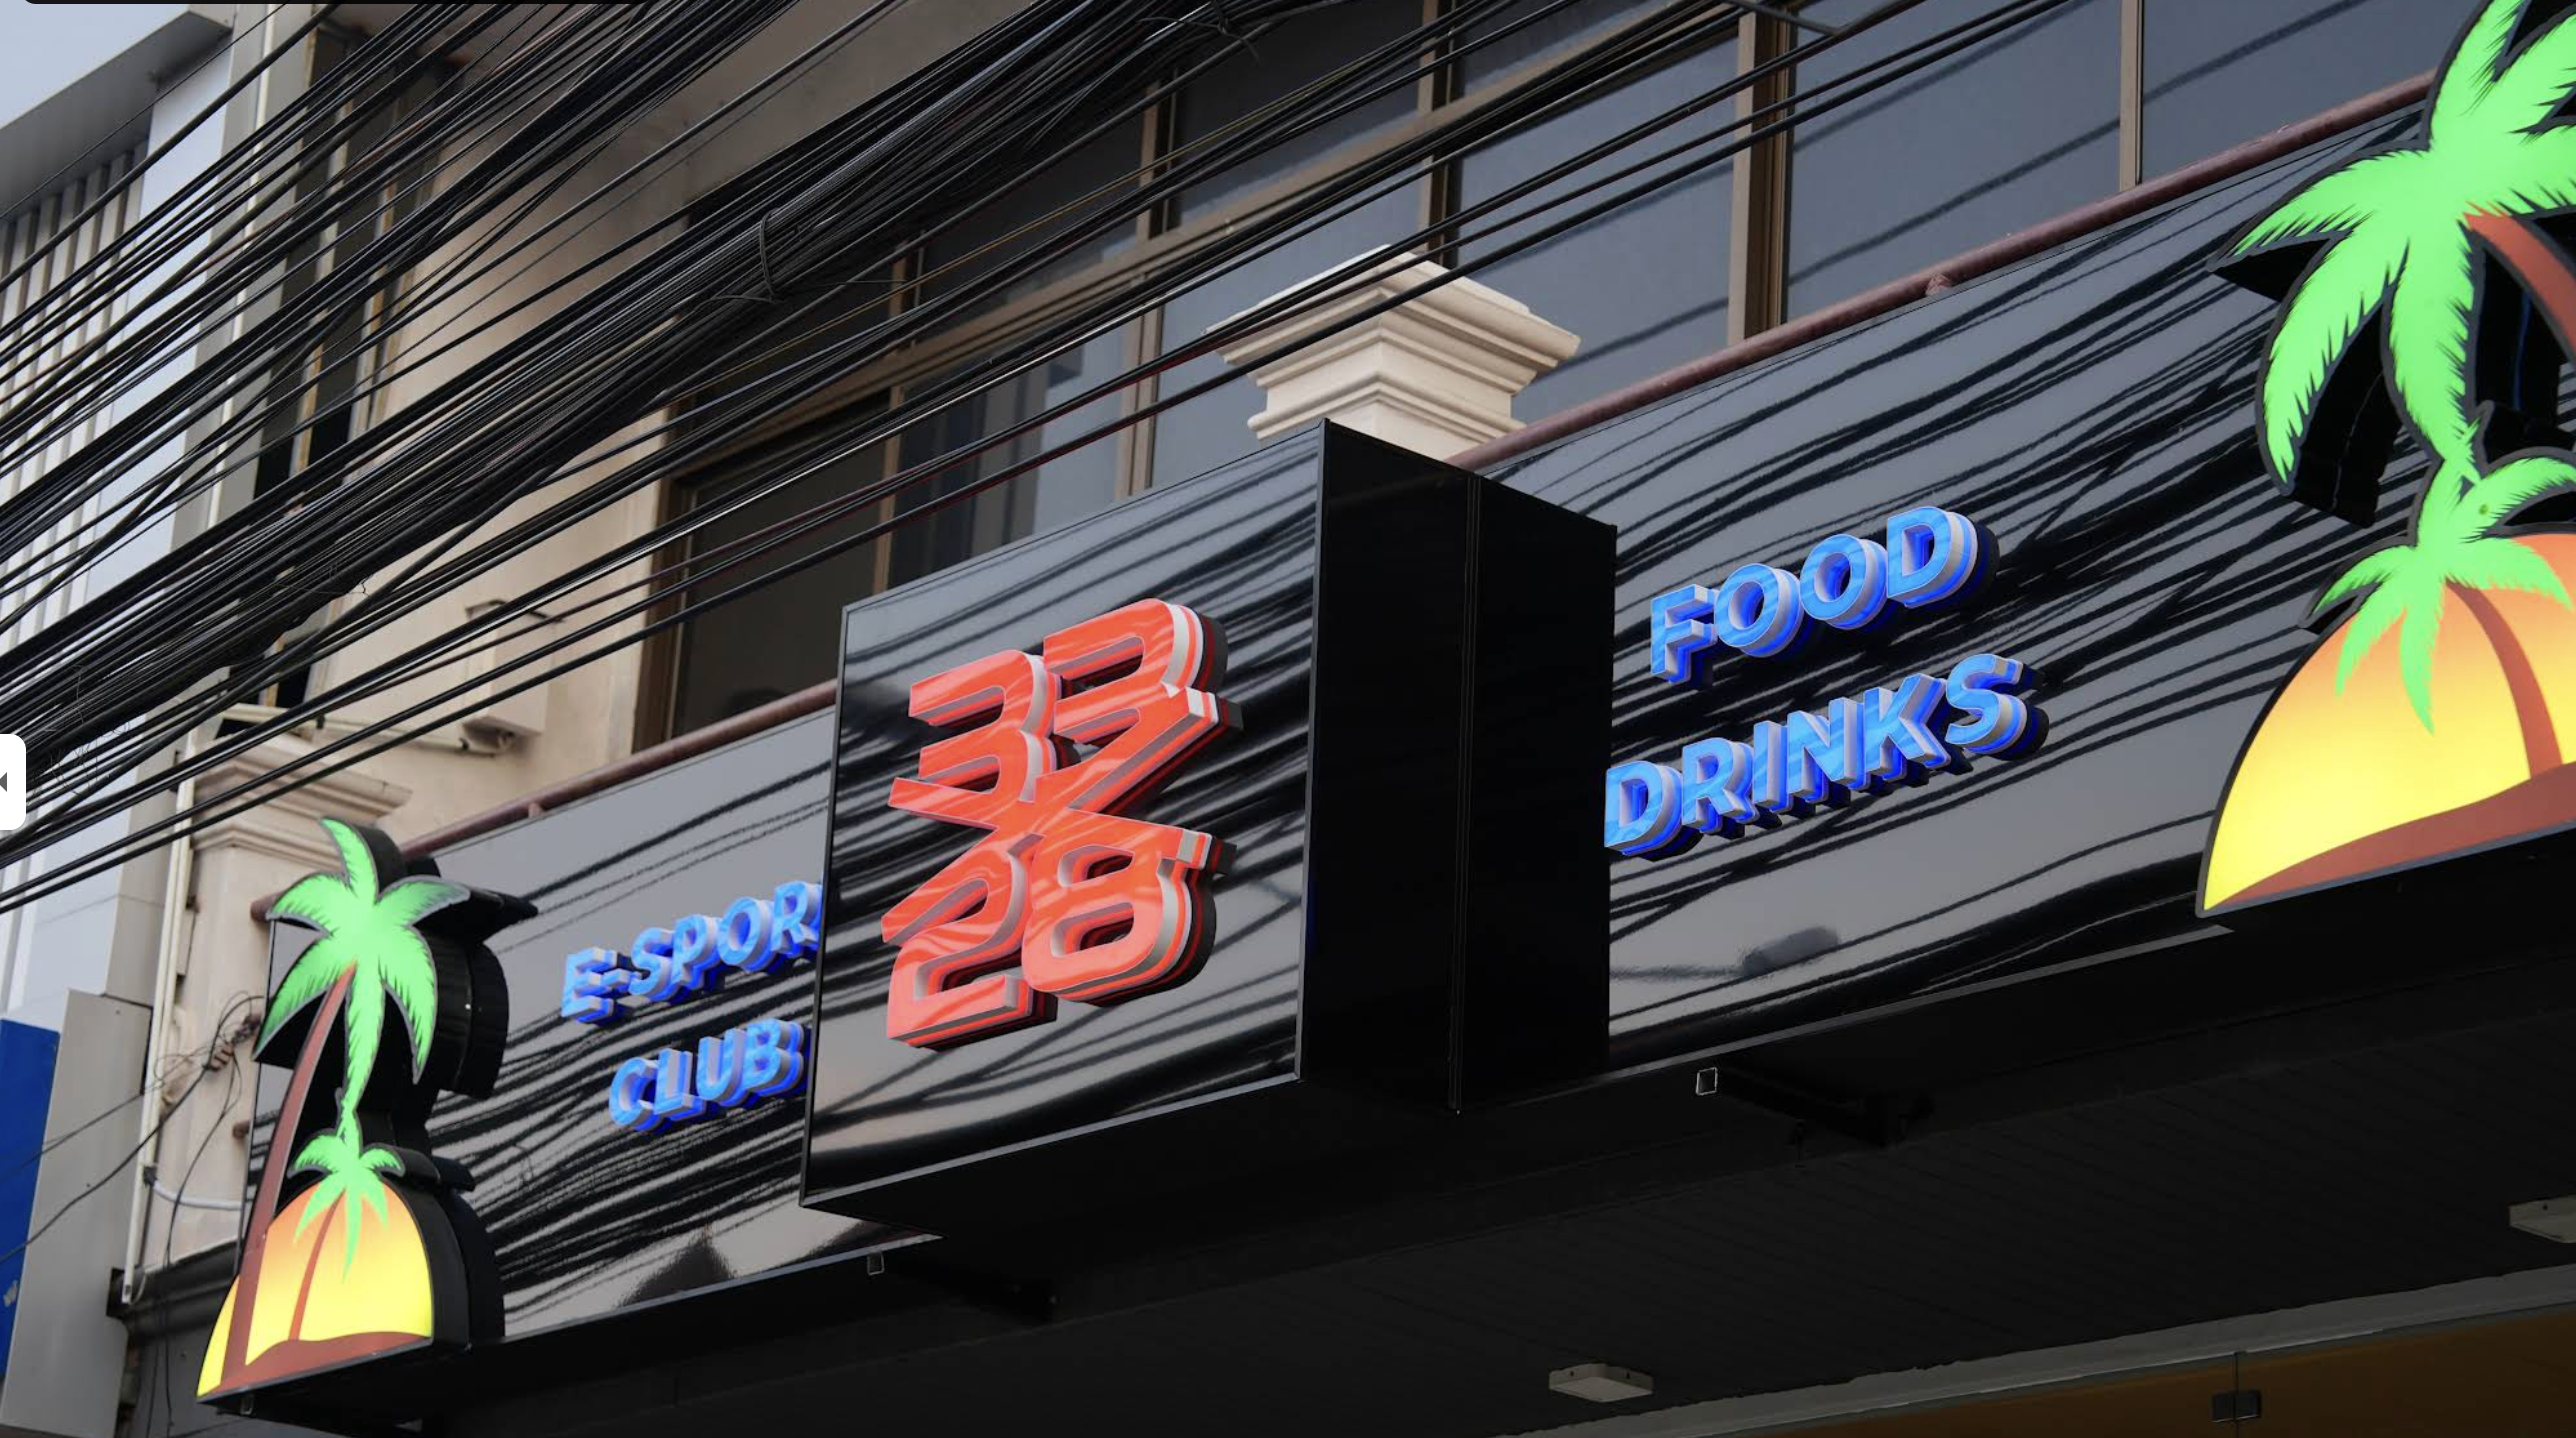 E-SPOR
CLUB
33
28
FOOD
DRINKS